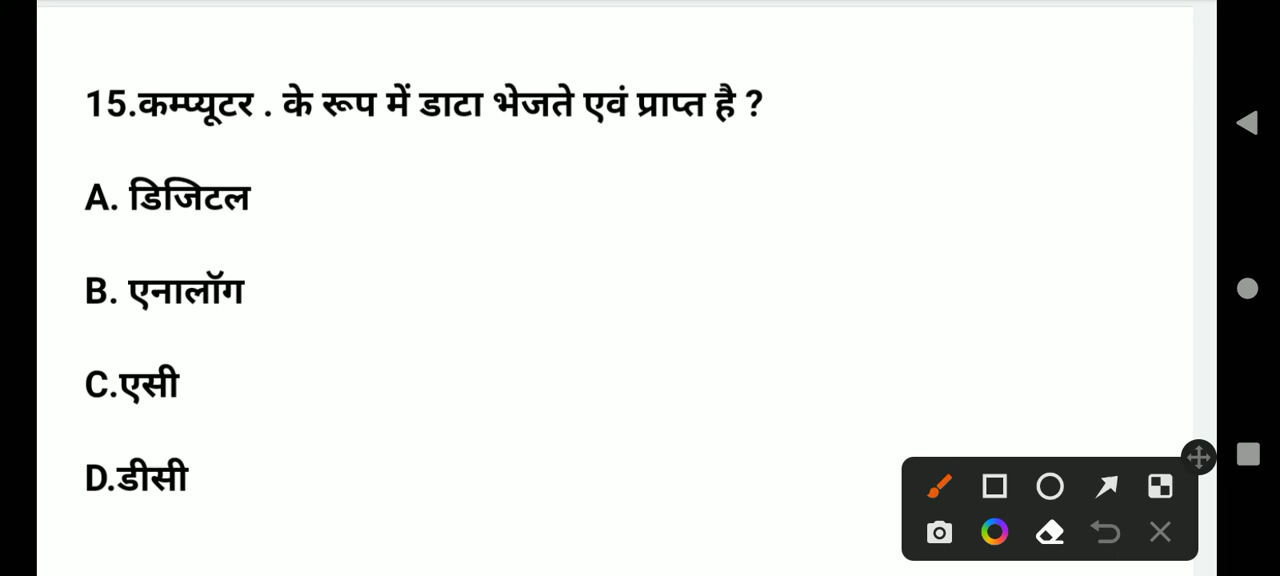 15.कम्प्यूटर . के रूप में डाटा भेजते एवं प्राप्त है ?
A. डिजिटल
B. एनालॉग
C.एसी
D.डीसी